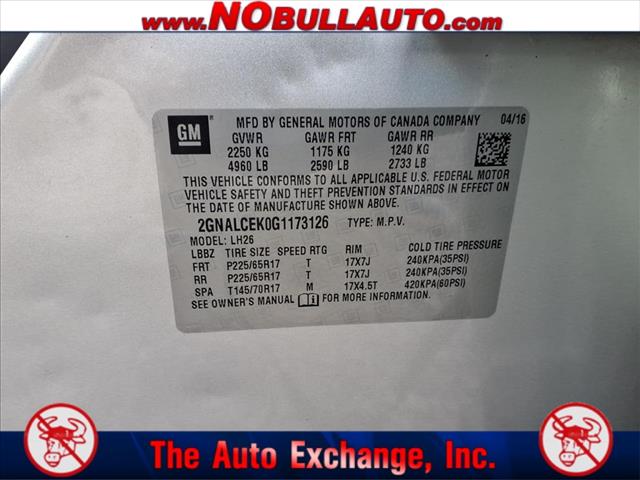 www.NOBULLAUTO.COM
GM
MFD BY GENERAL MOTORS OF CANADA COMPANY 04/16
GVWR GAWR FRT GAWR RR
2250 KG 1175 KG 1240 KG
4960 LB 2590 LB 2733 LB
THIS VEHICLE CONFORMS TO ALL APPLICABLE U.S. FEDERAL MOTOR
VEHICLE SAFETY AND THEFT PREVENTION STANDARDS IN EFFECT ON
THE DATE OF MANUFACTURE SHOWN ABOVE.
2GNALCEK0G1173126 TYPE: M.P.V.
MODEL: LH26
LBBZ TIRE SIZE SPEED RTG RIM COLD TIRE PRESSURE
FRT P225/65R17 T 17X7J 240KPA(35PSI)
RR P225/65R17 T 17X7J 240KPA(35PSI)
SPA T145/70R17 M 17X4.5T 420KPA(60PSI)
SEE OWNER'S MANUAL FOR MORE INFORMATION.
The Auto Exchange, Inc.